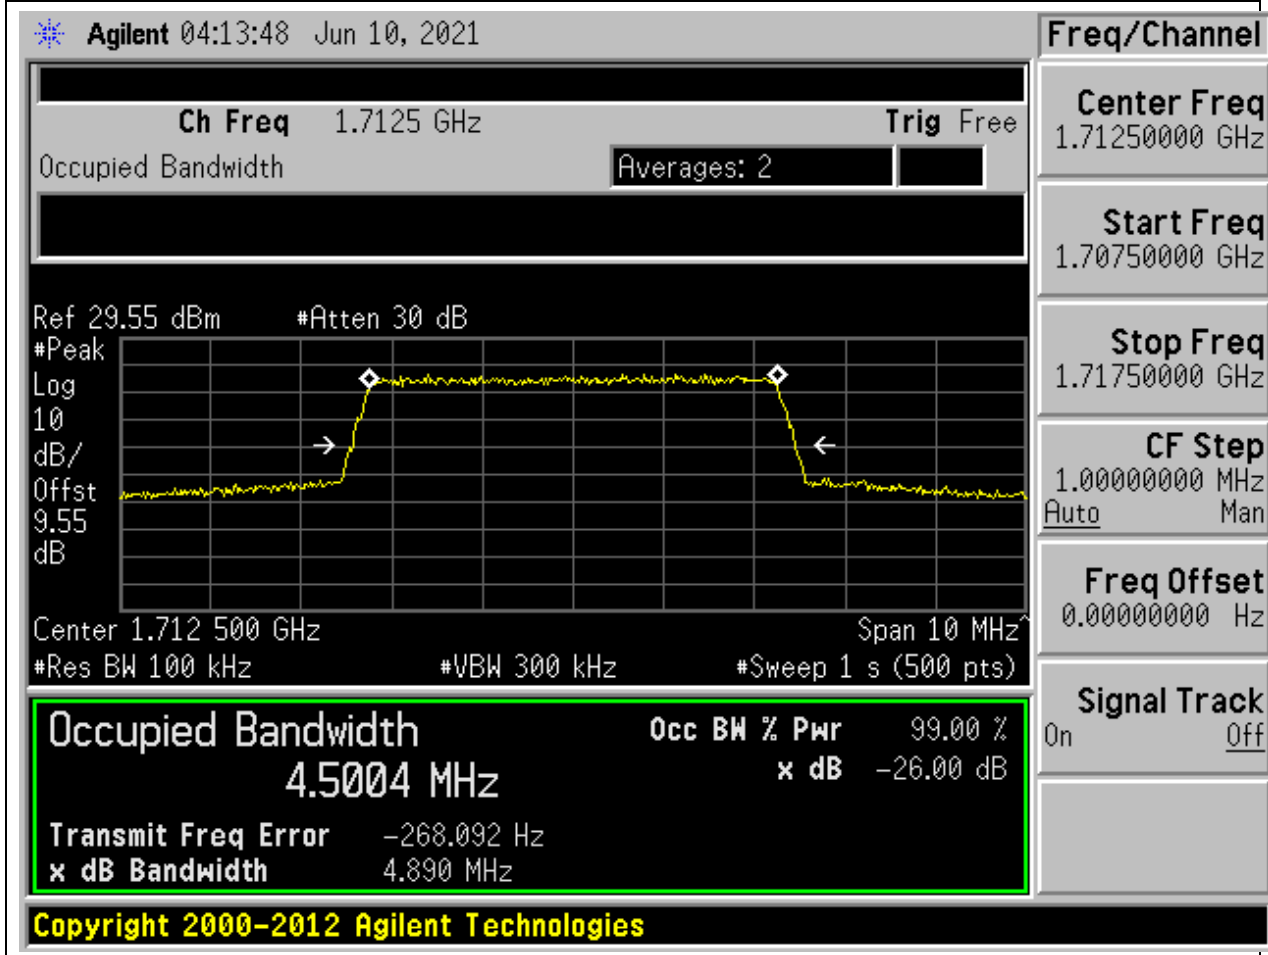 Agilent 04:13:48 Jun 10, 2021
Freq/Channel
Ch Freq 1.7125 GHz Trig Free
Occupied Bandwidth Averages: 2
Center Freq
1.71250000 GHz
Start Freq
1.70750000 GHz
Stop Freq
1.71750000 GHz
CF Step
1.00000000 MHz
Auto Man
Freq Offset
0.00000000 Hz
Signal Track
On Off
Ref 29.55 dBm #Atten 30 dB
#Peak
Log
10
dB/
Offst
9.55
dB
Center 1.712 500 GHz Span 10 MHz^
#Res BW 100 kHz #VBW 300 kHz #Sweep 1 s (500 pts)
Occupied Bandwidth Occ BW % Pwr 99.00 %
4.5004 MHz x dB -26.00 dB
Transmit Freq Error -268.092 Hz
x dB Bandwidth 4.890 MHz
Copyright 2000-2012 Agilent Technologies